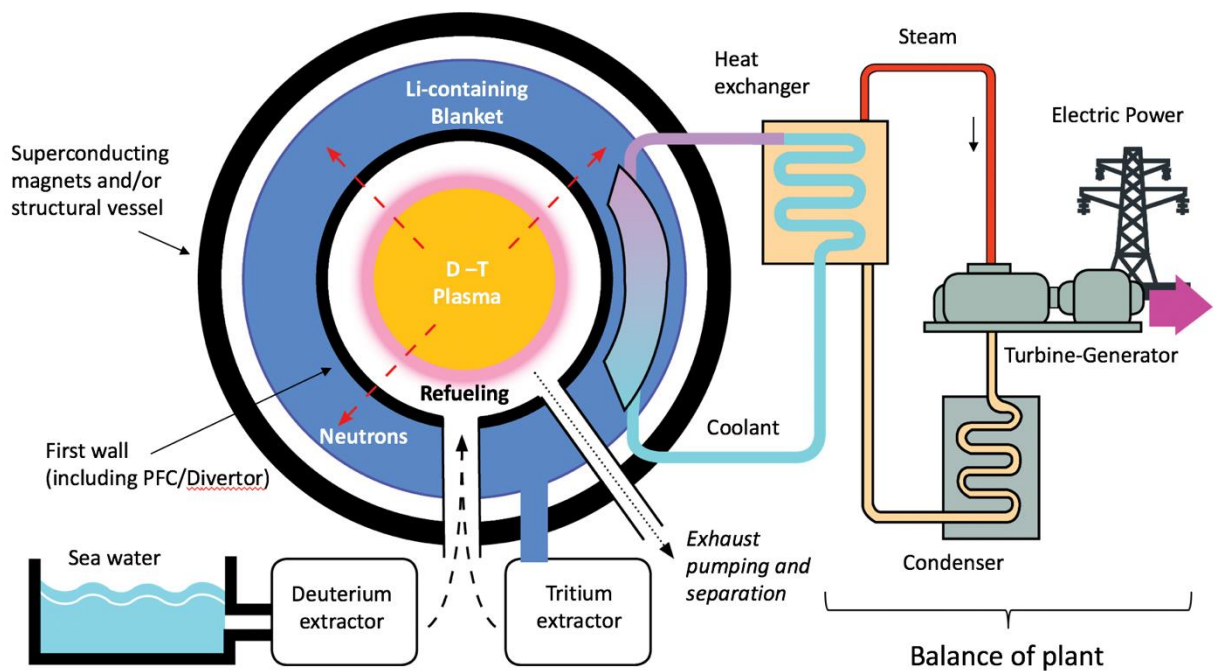 Steam
Heat
exchanger
Li-containing
Blanket
Electric Power
Superconducting
magnets and/or
structural vessel
D –T
Plasma
Turbine-Generator
Refueling
Coolant
Neutrons
First wall
(including PFC/Divertor)
Sea water
Exhaust
pumping and
separation
Condenser
Deuterium
extractor
Tritium
extractor
Balance of plant